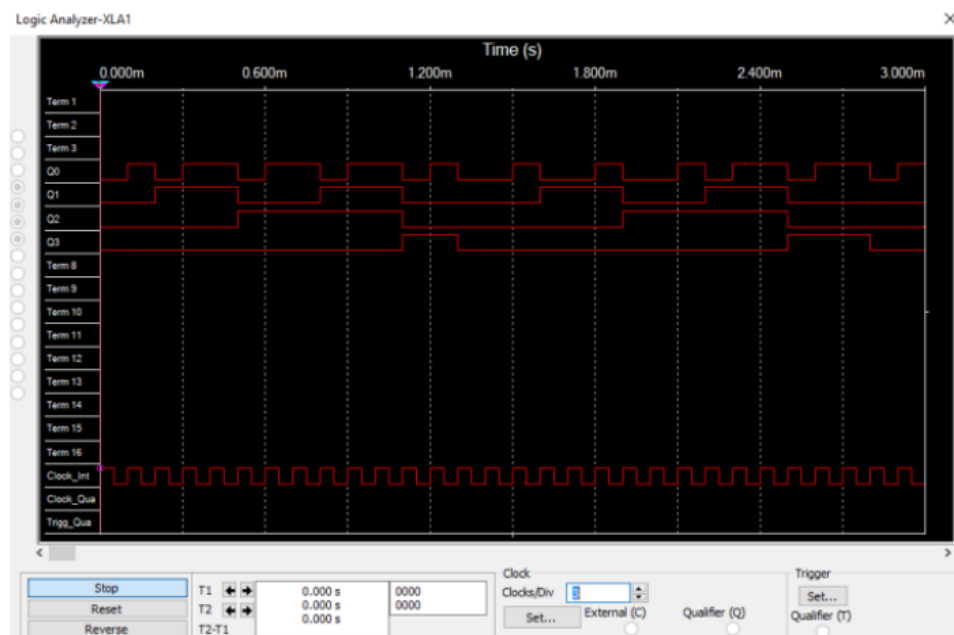 Logic Analyzer-XLA1
Time (s)
0.000m 0.600m 1.200m 1.800m 2.400m 3.000m
Term 1
Term 2
Term 3
Q0
Q1
Q2
Q3
Term 8
Term 9
Term 10
Term 11
Term 12
Term 13
Term 14
Term 15
Term 16
Clock_Int
Clock_Qua
Trigg_Qua
Stop
Reset
Reverse
T1 0.000 s 0000
T2 0.000 s 0000
T2-T1 0.000 s
Clock
Clocks/Div 3
Set... External (C) Qualifier (Q)
Trigger
Set...
Qualifier (T)